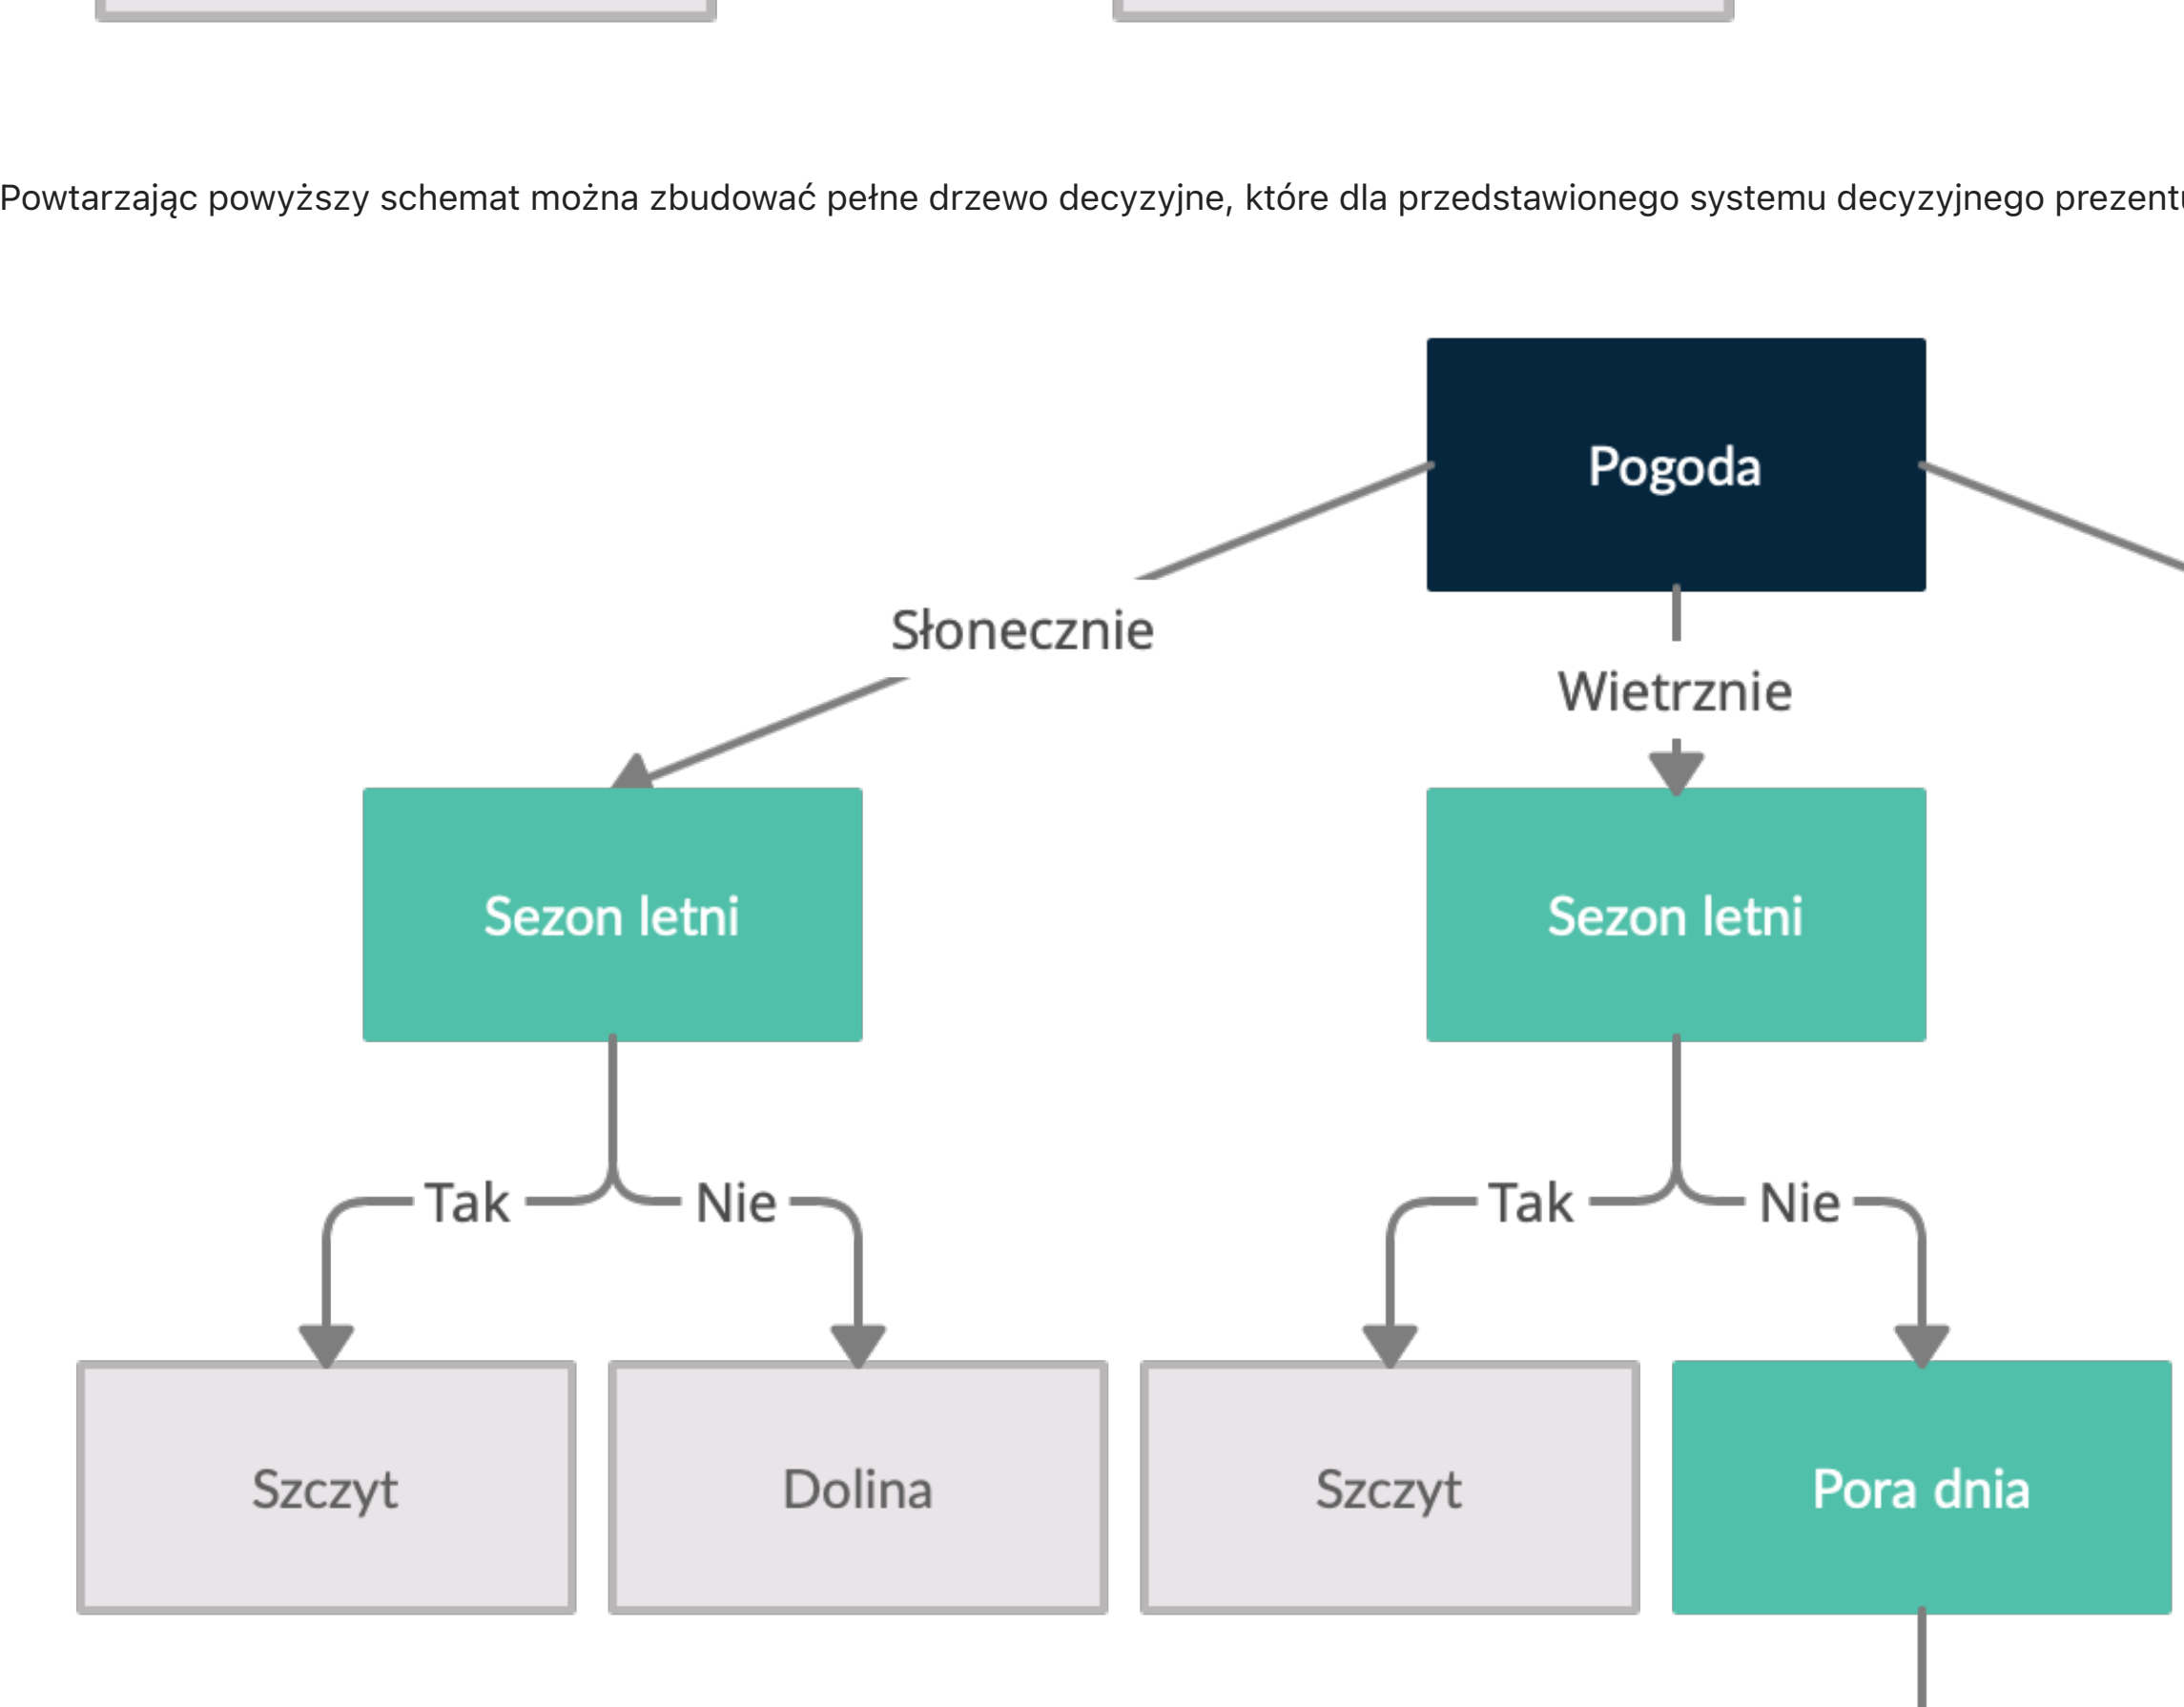 Powtarzając powyższy schemat można zbudować pełne drzewo decyzyjne, które dla przedstawionego systemu decyzyjnego
Pogoda
Słonecznie
Wietrznie
Sezon letni
Sezon letni
Tak
Nie
Tak
Nie
Szczyt
Dolina
Szczyt
Pora dnia